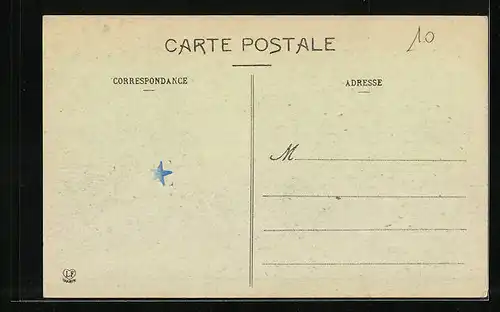 10
CARTE POSTALE
CORRESPONDANCE
ADRESSE
M